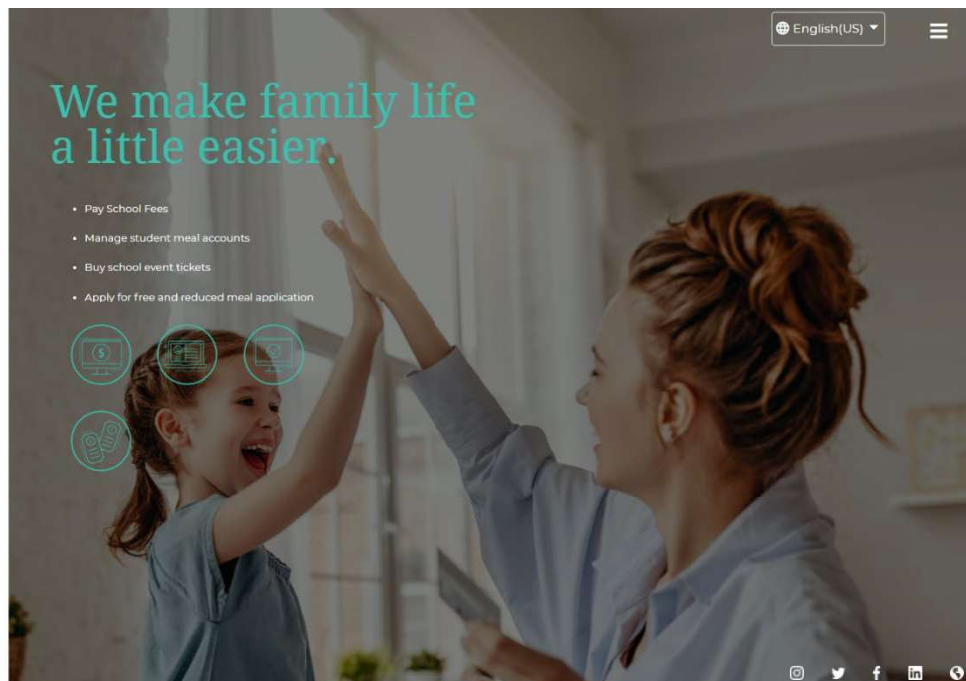 English(US)
We make family life
a little easier.
• Pay School Fees
• Manage student meal accounts
• Buy school event tickets
• Apply for free and reduced meal application
$